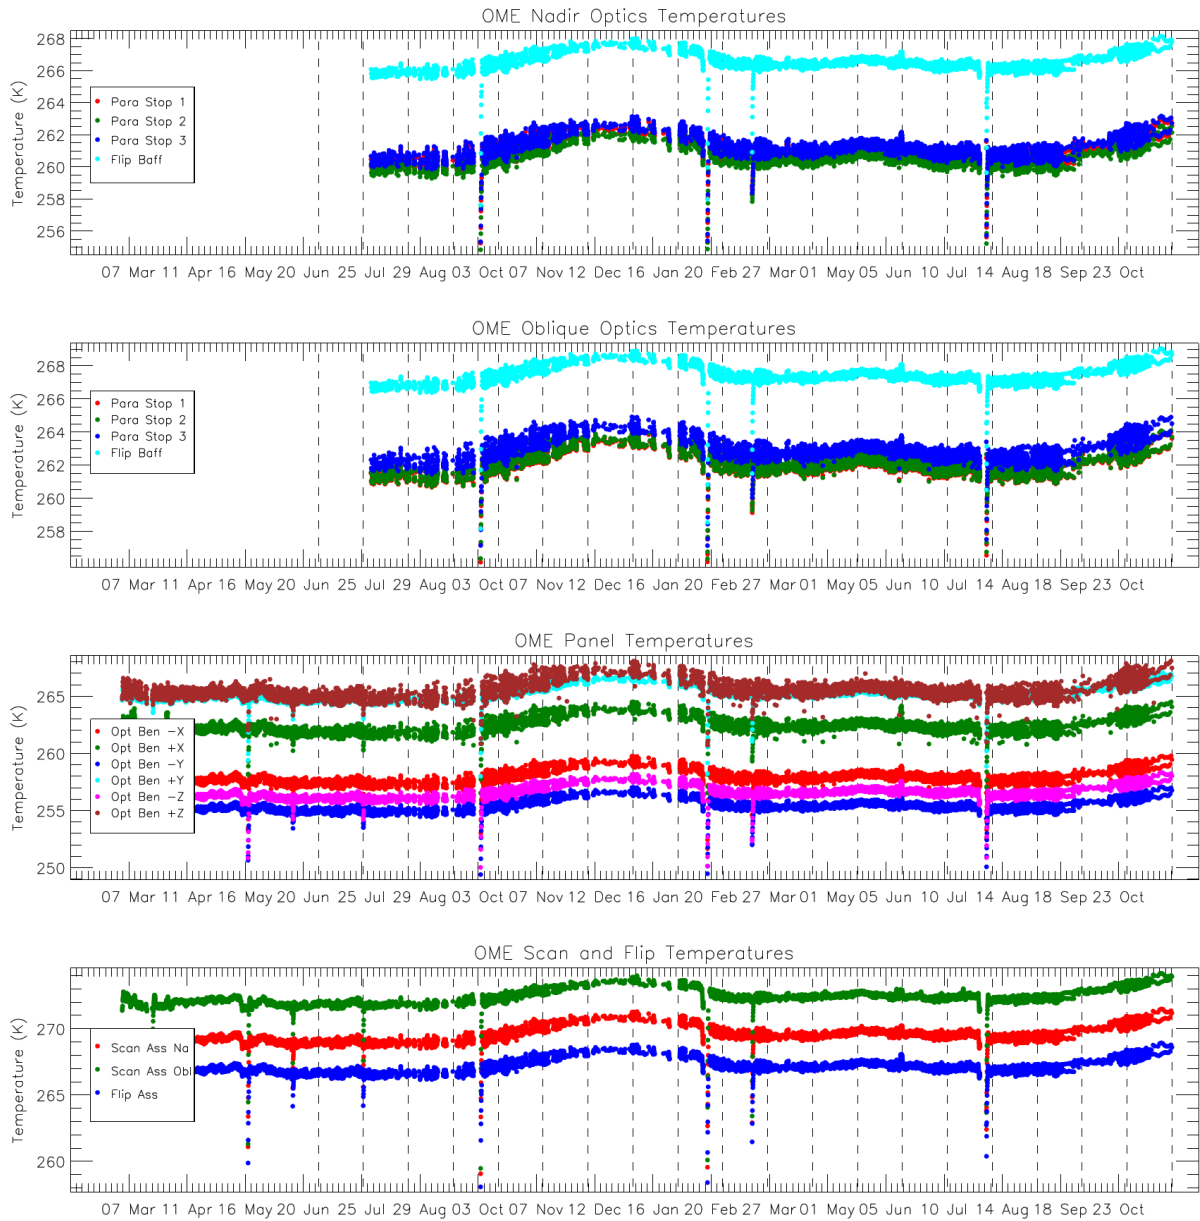 OME Nadir Optics Temperatures
Temperature (K)
268
266
264
262
260
258
256
Para Stop 1
Para Stop 2
Para Stop 3
Flip Baff
07 Mar 11 Apr 16 May 20 Jun 25 Jul 29 Aug 03 Oct 07 Nov 12 Dec 16 Jan 20 Feb 27 Mar 01 May 05 Jun 10 Jul 14 Aug 18 Sep 23 Oct
OME Oblique Optics Temperatures
Temperature (K)
268
266
264
262
260
258
Para Stop 1
Para Stop 2
Para Stop 3
Flip Baff
07 Mar 11 Apr 16 May 20 Jun 25 Jul 29 Aug 03 Oct 07 Nov 12 Dec 16 Jan 20 Feb 27 Mar 01 May 05 Jun 10 Jul 14 Aug 18 Sep 23 Oct
OME Panel Temperatures
Temperature (K)
265
260
255
250
Opt Ben -X
Opt Ben +X
Opt Ben -Y
Opt Ben +Y
Opt Ben -Z
Opt Ben +Z
07 Mar 11 Apr 16 May 20 Jun 25 Jul 29 Aug 03 Oct 07 Nov 12 Dec 16 Jan 20 Feb 27 Mar 01 May 05 Jun 10 Jul 14 Aug 18 Sep 23 Oct
OME Scan and Flip Temperatures
Temperature (K)
270
265
260
Scan Ass Na
Scan Ass Obl
Flip Ass
07 Mar 11 Apr 16 May 20 Jun 25 Jul 29 Aug 03 Oct 07 Nov 12 Dec 16 Jan 20 Feb 27 Mar 01 May 05 Jun 10 Jul 14 Aug 18 Sep 23 Oct